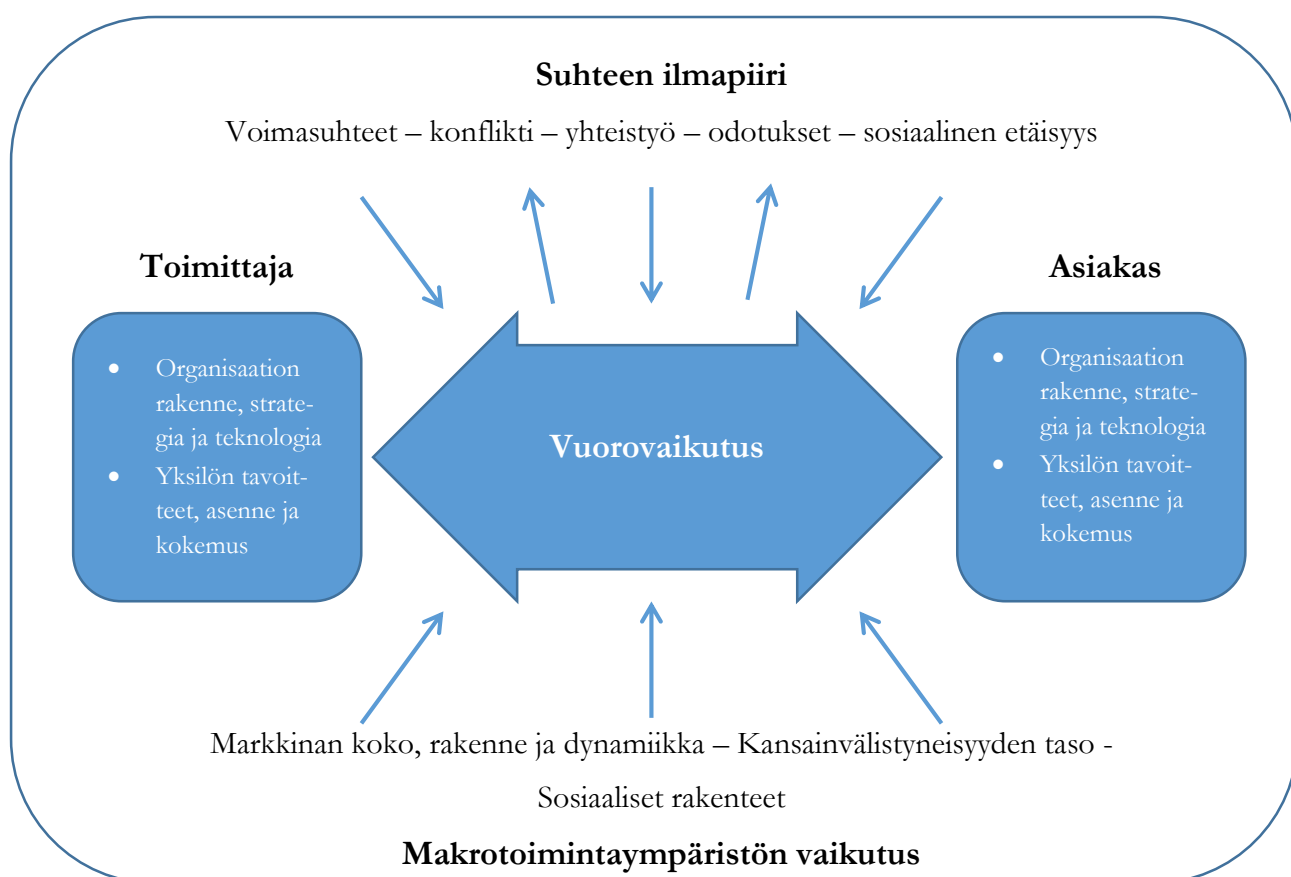 Suhteen ilmapiiri
Voimasuhteet – konflikti – yhteistyö – odotukset – sosiaalinen etäisyys
Toimittaja
• Organisaation
rakenne, strate-
gia ja teknologia
• Yksilön tavoit-
teet, asenne ja
kokemus
Vuorovaikutus
Asiakas
• Organisaation
rakenne, strate-
gia ja teknologia
• Yksilön tavoit-
teet, asenne ja
kokemus
Markkinan koko, rakenne ja dynamiikka – Kansainvälistyneisyyden taso -
Sosiaaliset rakenteet
Makrotoimintaympäristön vaikutus